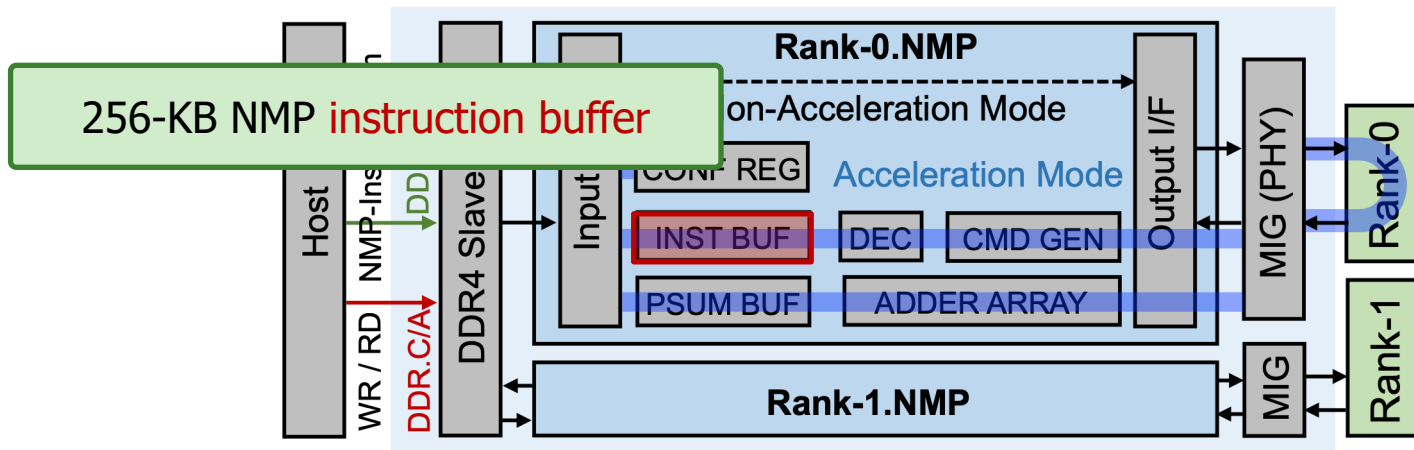 256-KB NMP instruction buffer
Host
NMP-Ins
WR / RD
DD
DDR.C/A
DDR4 Slave
Rank-0.NMP
on-Acceleration Mode
Input
CONF REG
Acceleration Mode
INST BUF
DEC
CMD GEN
PSUM BUF
ADDER ARRAY
Output I/F
MIG (PHY)
Rank-0
Rank-1.NMP
MIG
Rank-1